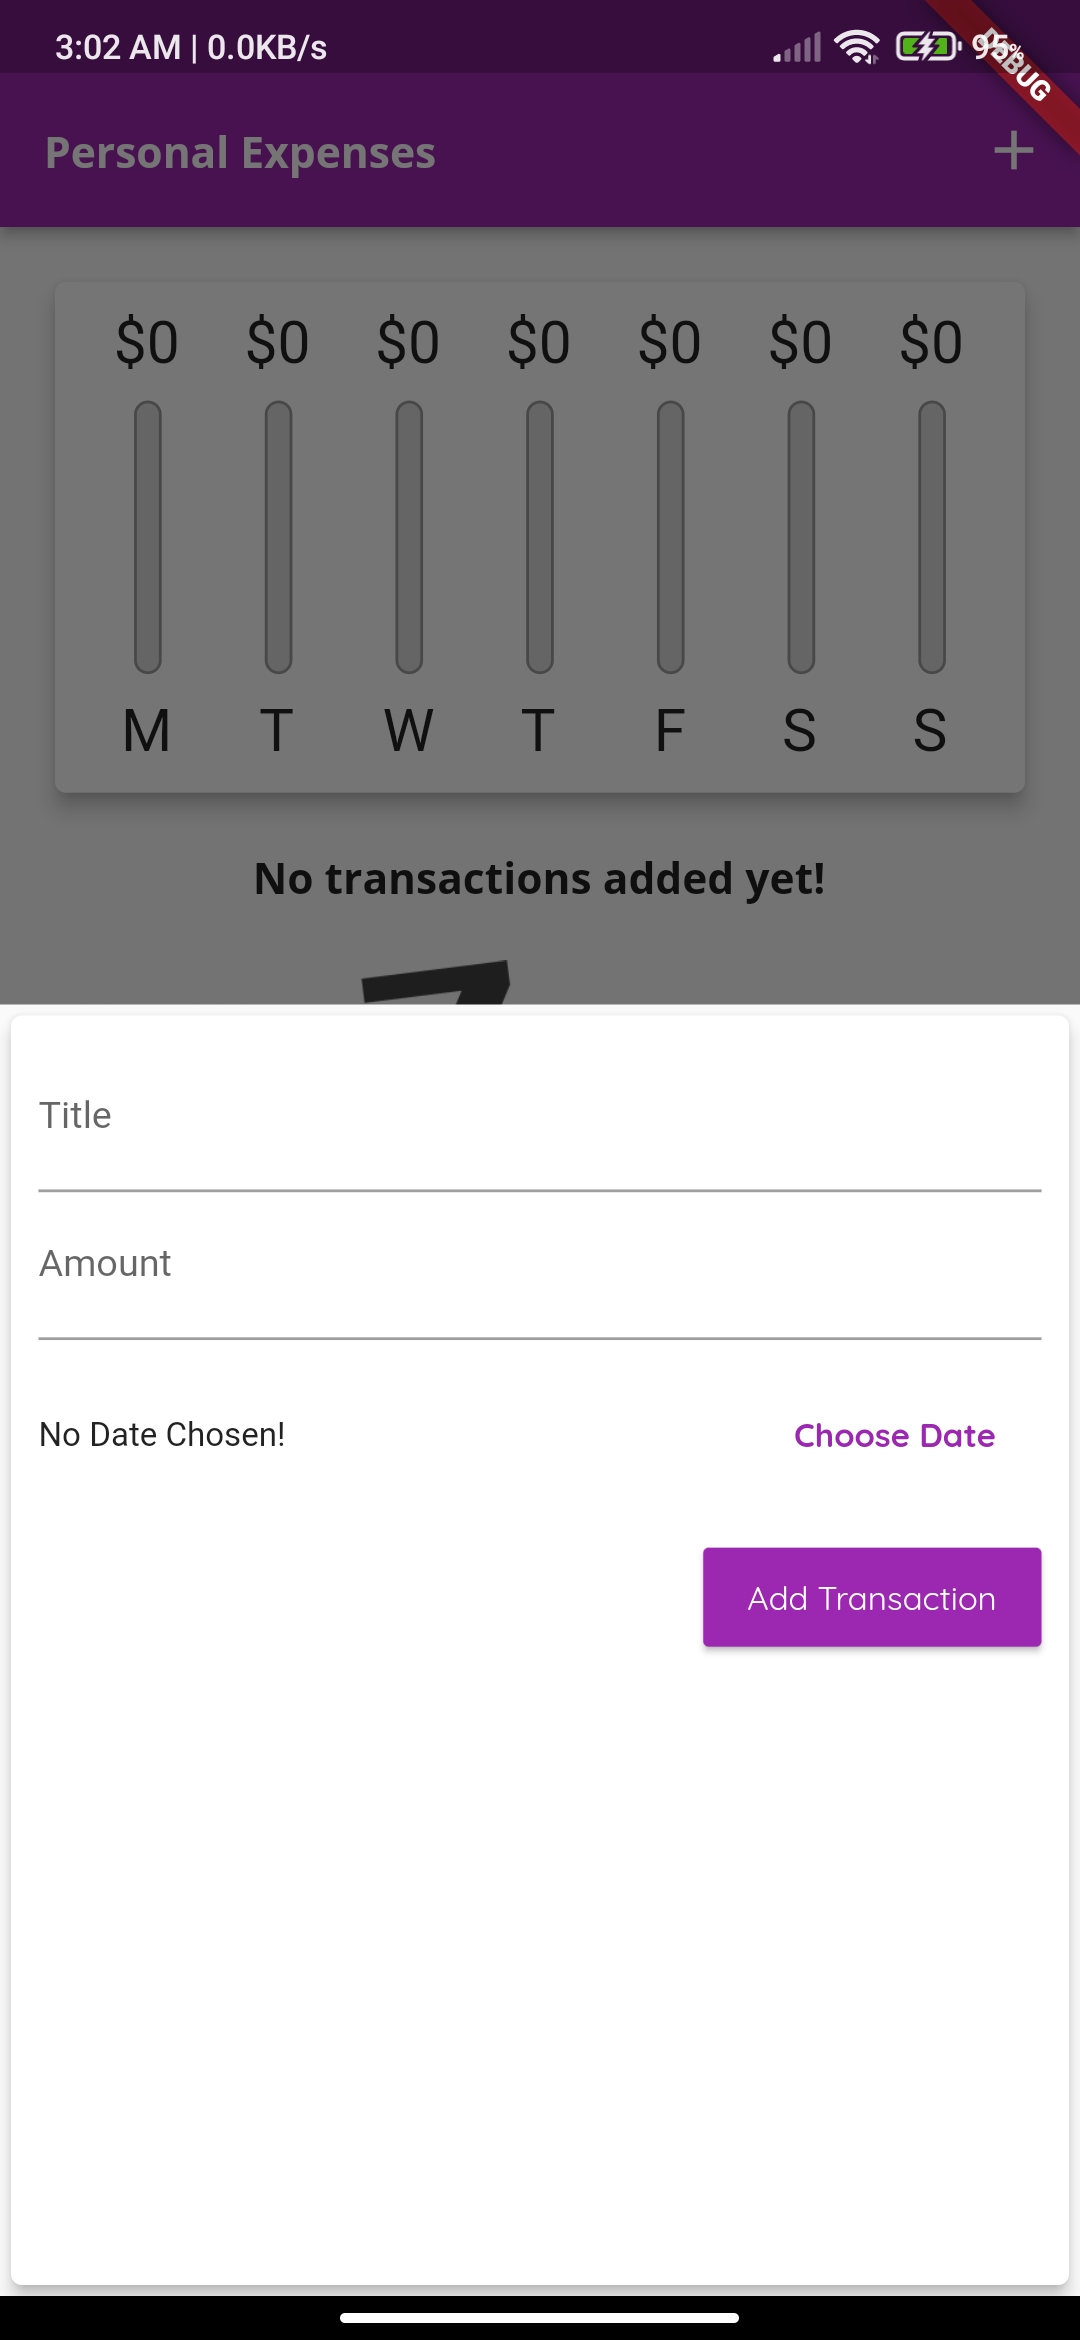 3:02 AM | 0.0KB/s 95%
DEBUG
Personal Expenses
$0 $0 $0 $0 $0 $0 $0
M T W T F S S
No transactions added yet!
Title
Amount
No Date Chosen! Choose Date
Add Transaction